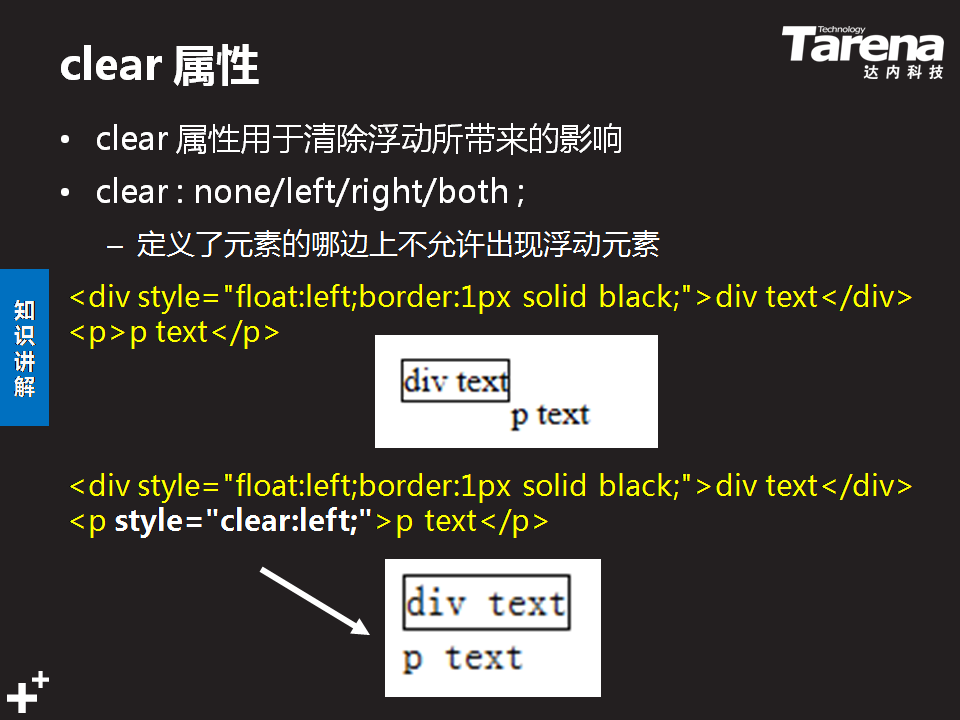 clear 属性
Technology
Tarena
达内科技
• clear 属性用于清除浮动所带来的影响
• clear : none/left/right/both ;
– 定义了元素的哪边上不允许出现浮动元素
知识讲解
<div style="float:left;border:1px solid black;">div text</div>
<p>p text</p>
div text
p text
<div style="float:left;border:1px solid black;">div text</div>
<p style="clear:left;">p text</p>
div text
p text